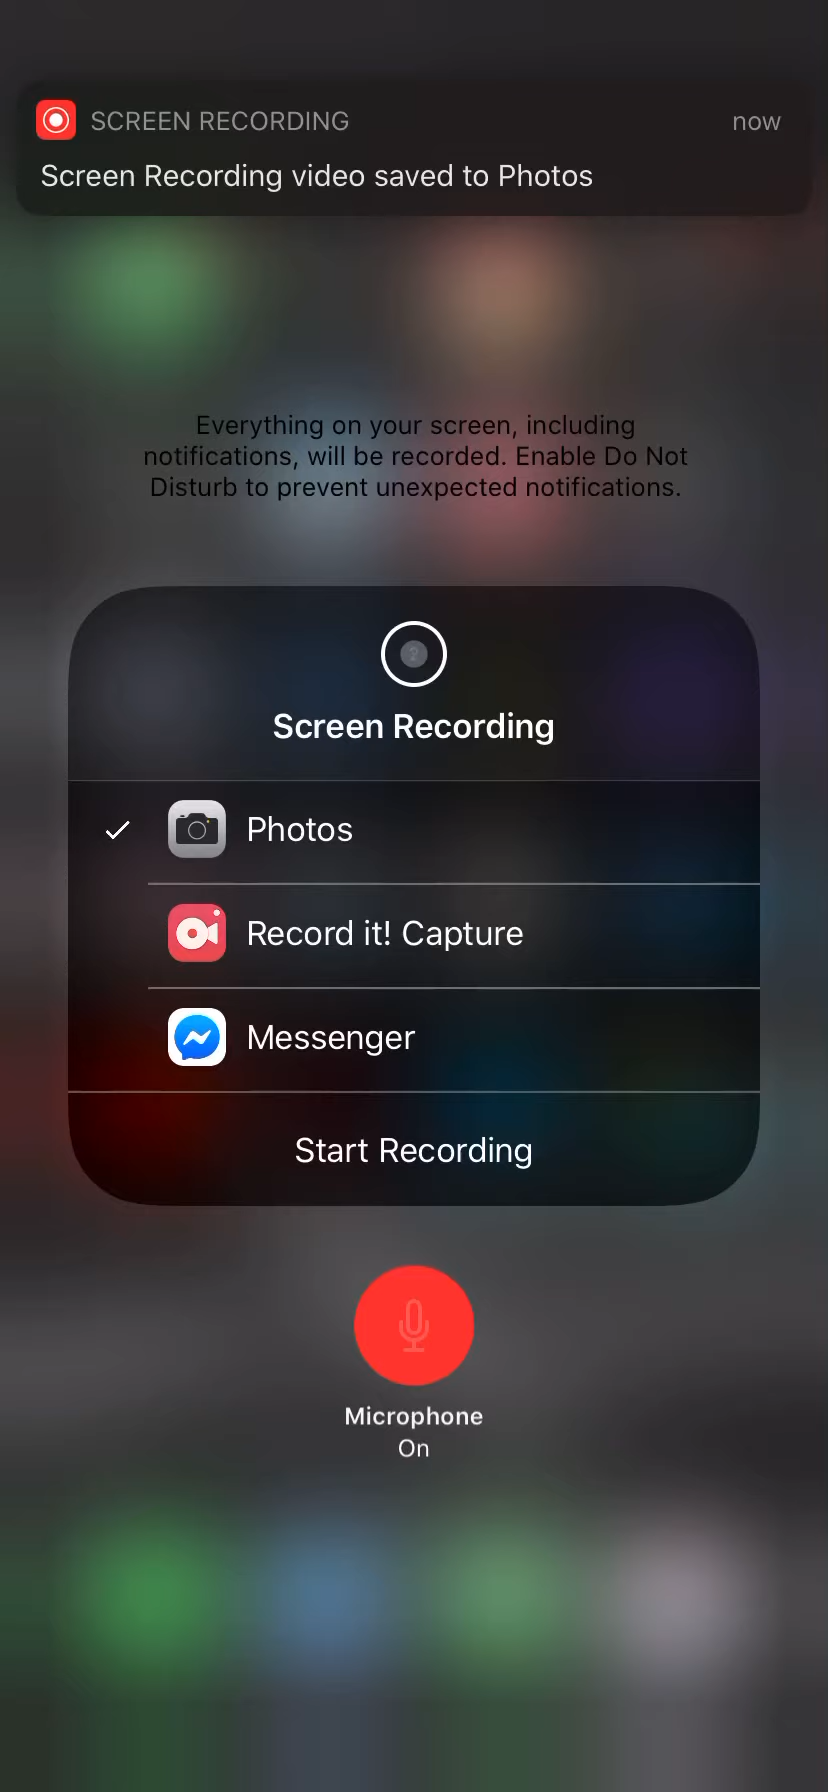 SCREEN RECORDING
now
Screen Recording video saved to Photos
Everything on your screen, including
notifications, will be recorded. Enable Do Not
Disturb to prevent unexpected notifications.
Screen Recording
Photos
Record it! Capture
Messenger
Start Recording
Microphone
On